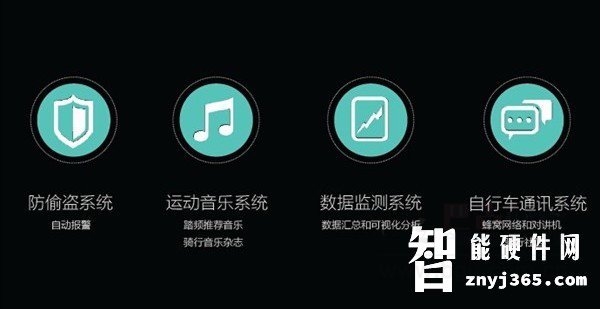 防偷盗系统
自动报警
运动音乐系统
踏频推荐音乐
骑行音乐杂志
数据监测系统
数据汇总和可视化分析
自行车通讯系统
蜂窝网络和对讲机
智能硬件网
znyj365.com